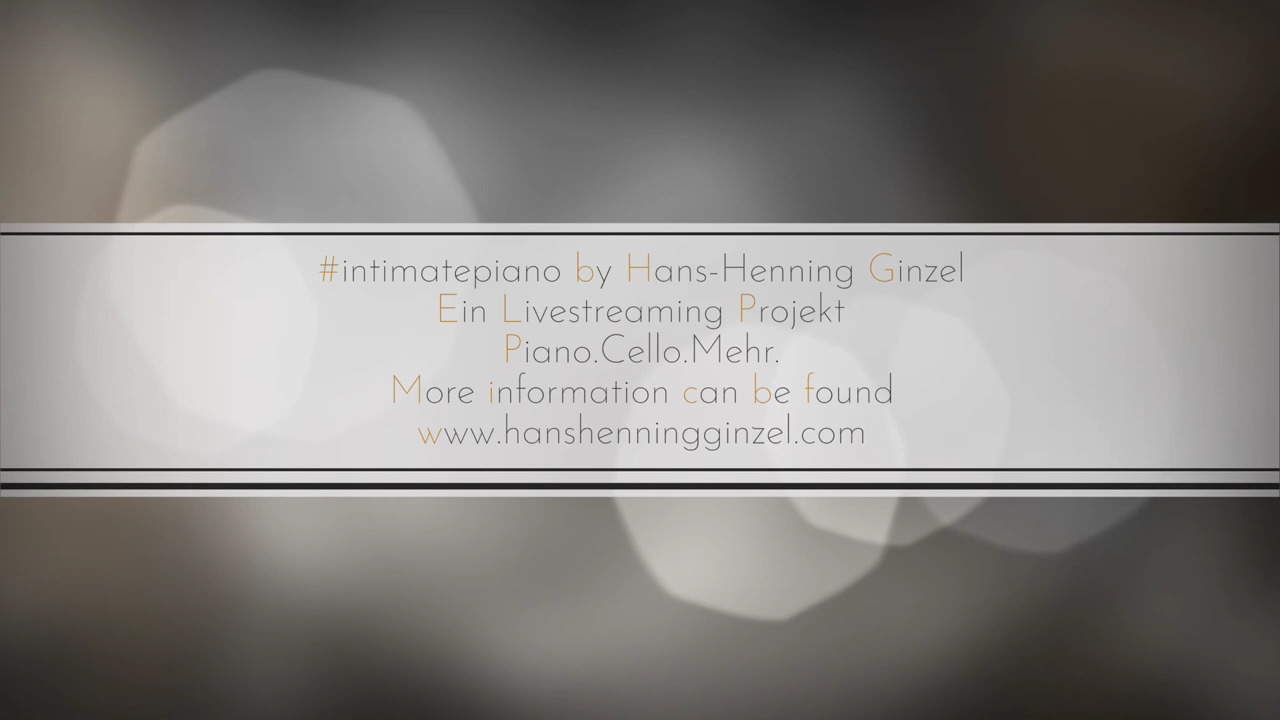 #intimatepiano by Hans-Henning Ginzel
Ein Livestreaming Projekt
Piano.Cello.Mehr.
More information can be found
www.hanshenningginzel.com